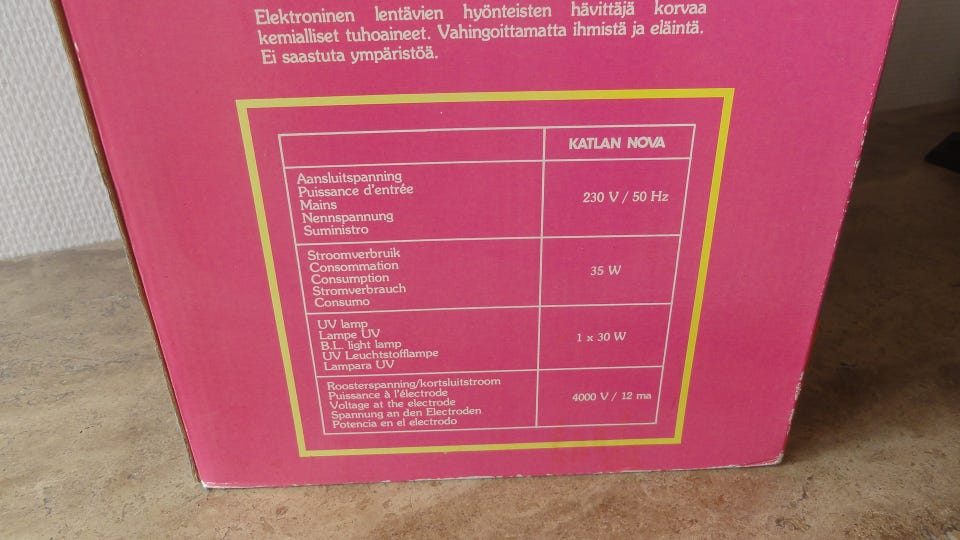 Elektroninen lentävien hyönteisten hävittäjä korvaa
kemialliset tuhoaineet. Vahingoittamatta ihmistä ja eläintä.
Ei saastuta ympäristöä.
KATLAN NOVA
Aansluitspanning
Puissance d'entrée
Mains
Nennspannung
Suministro
230 V / 50 Hz
Stroomverbruik
Consommation
Consumption
Stromverbrauch
Consumo
35 W
UV lamp
Lampe UV
B.L. light lamp
UV Leuchtstofflampe
Lampara UV
1 x 30 W
Roosterspanning/kortsluitstroom
Puissance à l'électrode
Voltage at the electrode
Spannung an den Electroden
Potencia en el electrodo
4000 V / 12 ma